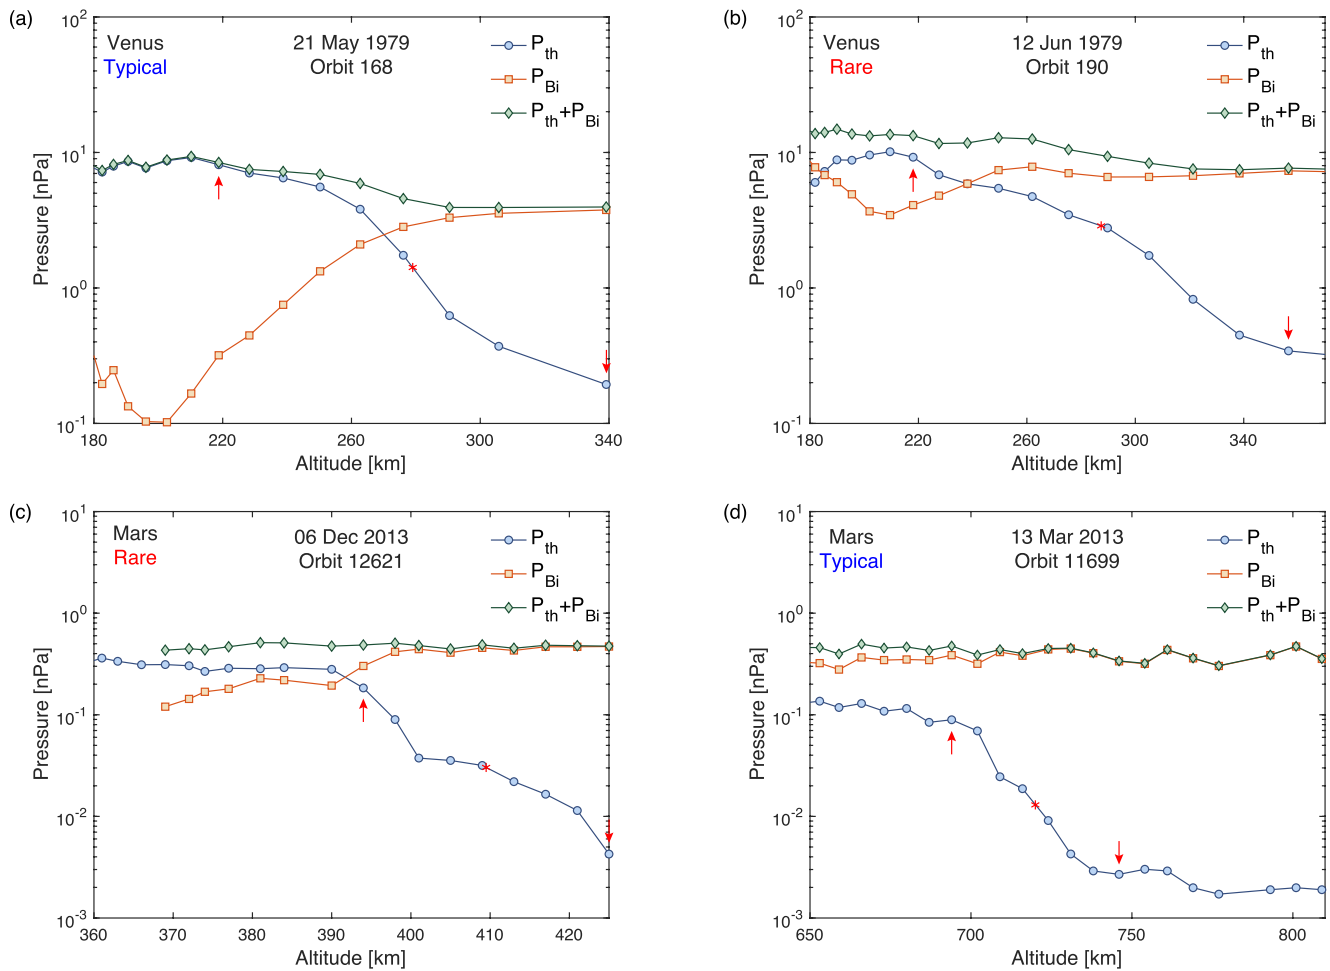 (a)
Venus
Typical
21 May 1979
Orbit 168
P_th
P_Bi
P_th+P_Bi
10^2
10^1
10^0
10^-1
Pressure [nPa]
180 220 260 300 340
Altitude [km]
(b)
Venus
Rare
12 Jun 1979
Orbit 190
P_th
P_Bi
P_th+P_Bi
10^2
10^1
10^0
10^-1
Pressure [nPa]
180 220 260 300 340
Altitude [km]
(c)
Mars
Rare
06 Dec 2013
Orbit 12621
P_th
P_Bi
P_th+P_Bi
10^1
10^0
10^-1
10^-2
10^-3
Pressure [nPa]
360 370 380 390 400 410 420
Altitude [km]
(d)
Mars
Typical
13 Mar 2013
Orbit 11699
P_th
P_Bi
P_th+P_Bi
10^1
10^0
10^-1
10^-2
10^-3
Pressure [nPa]
650 700 750 800
Altitude [km]